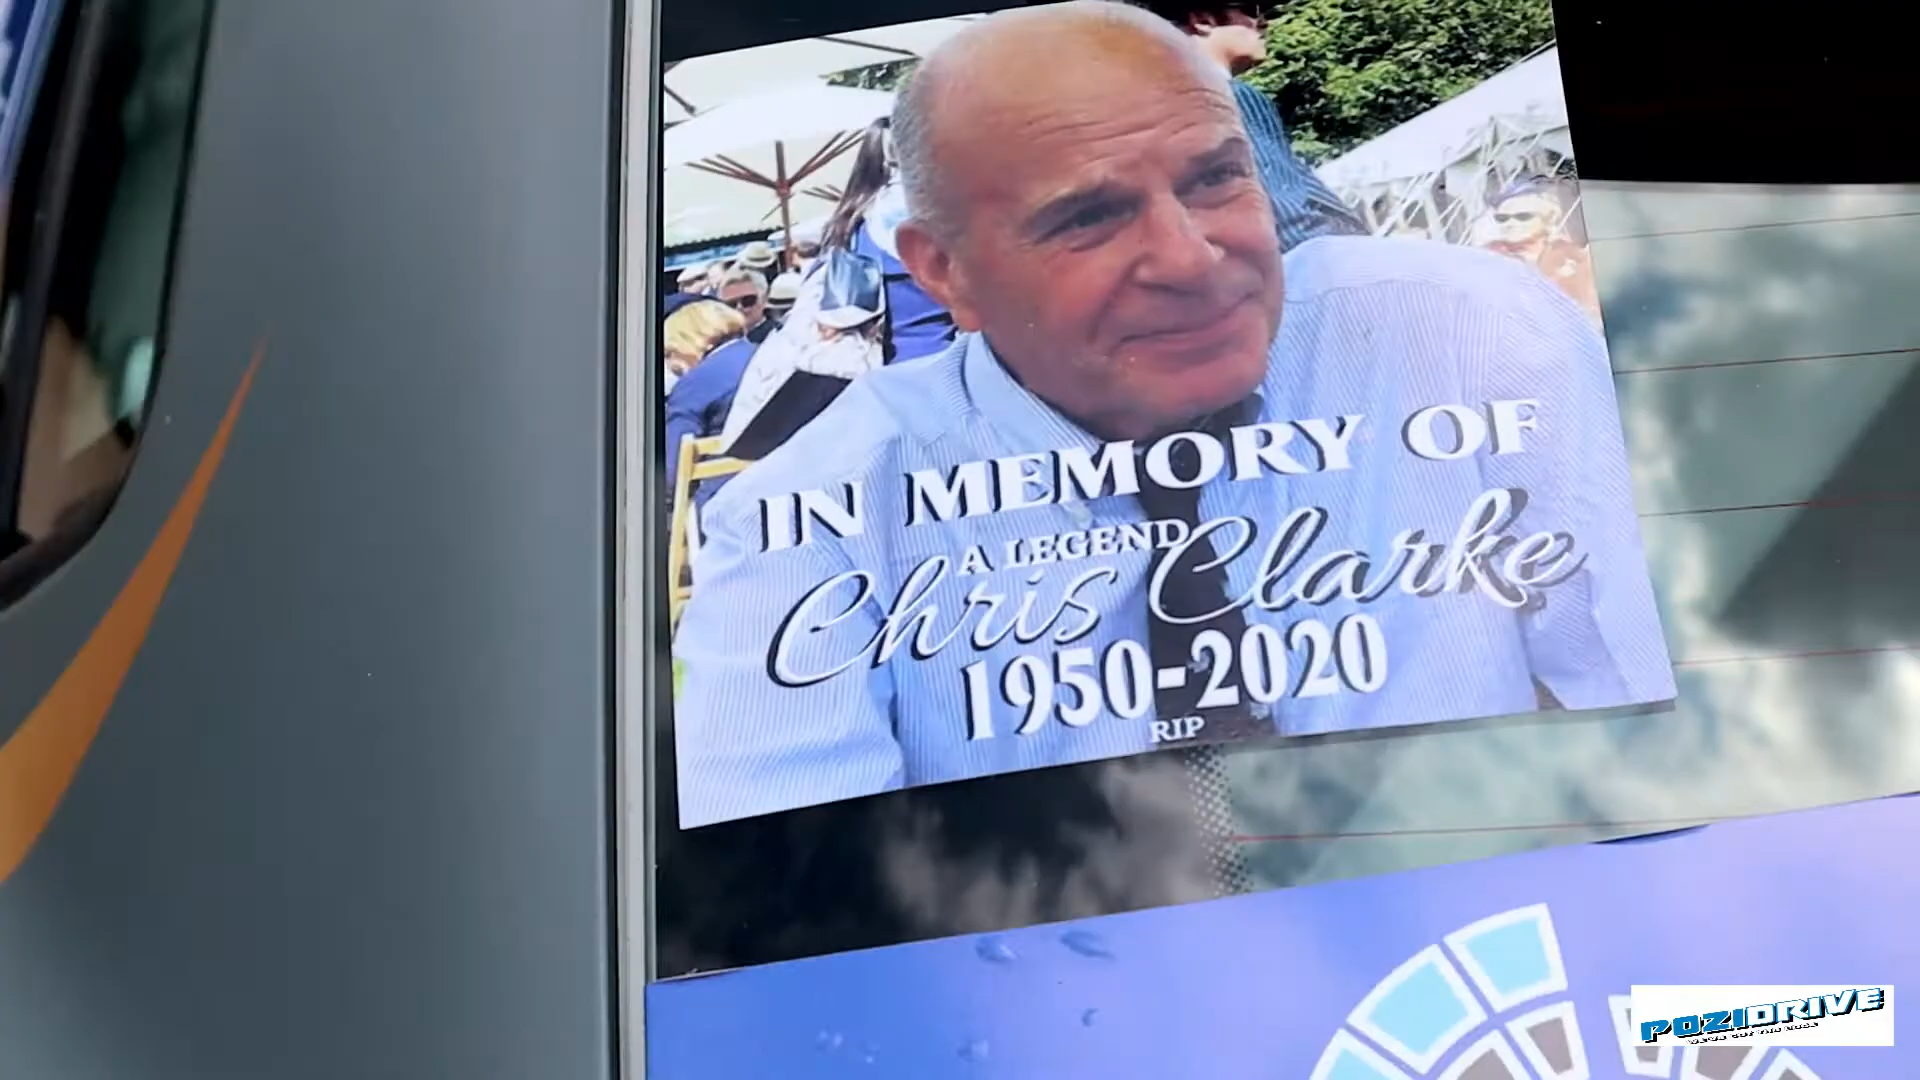 IN MEMORY OF
A LEGEND
Chris Clarke
1950-2020
RIP
POZIDRIVE